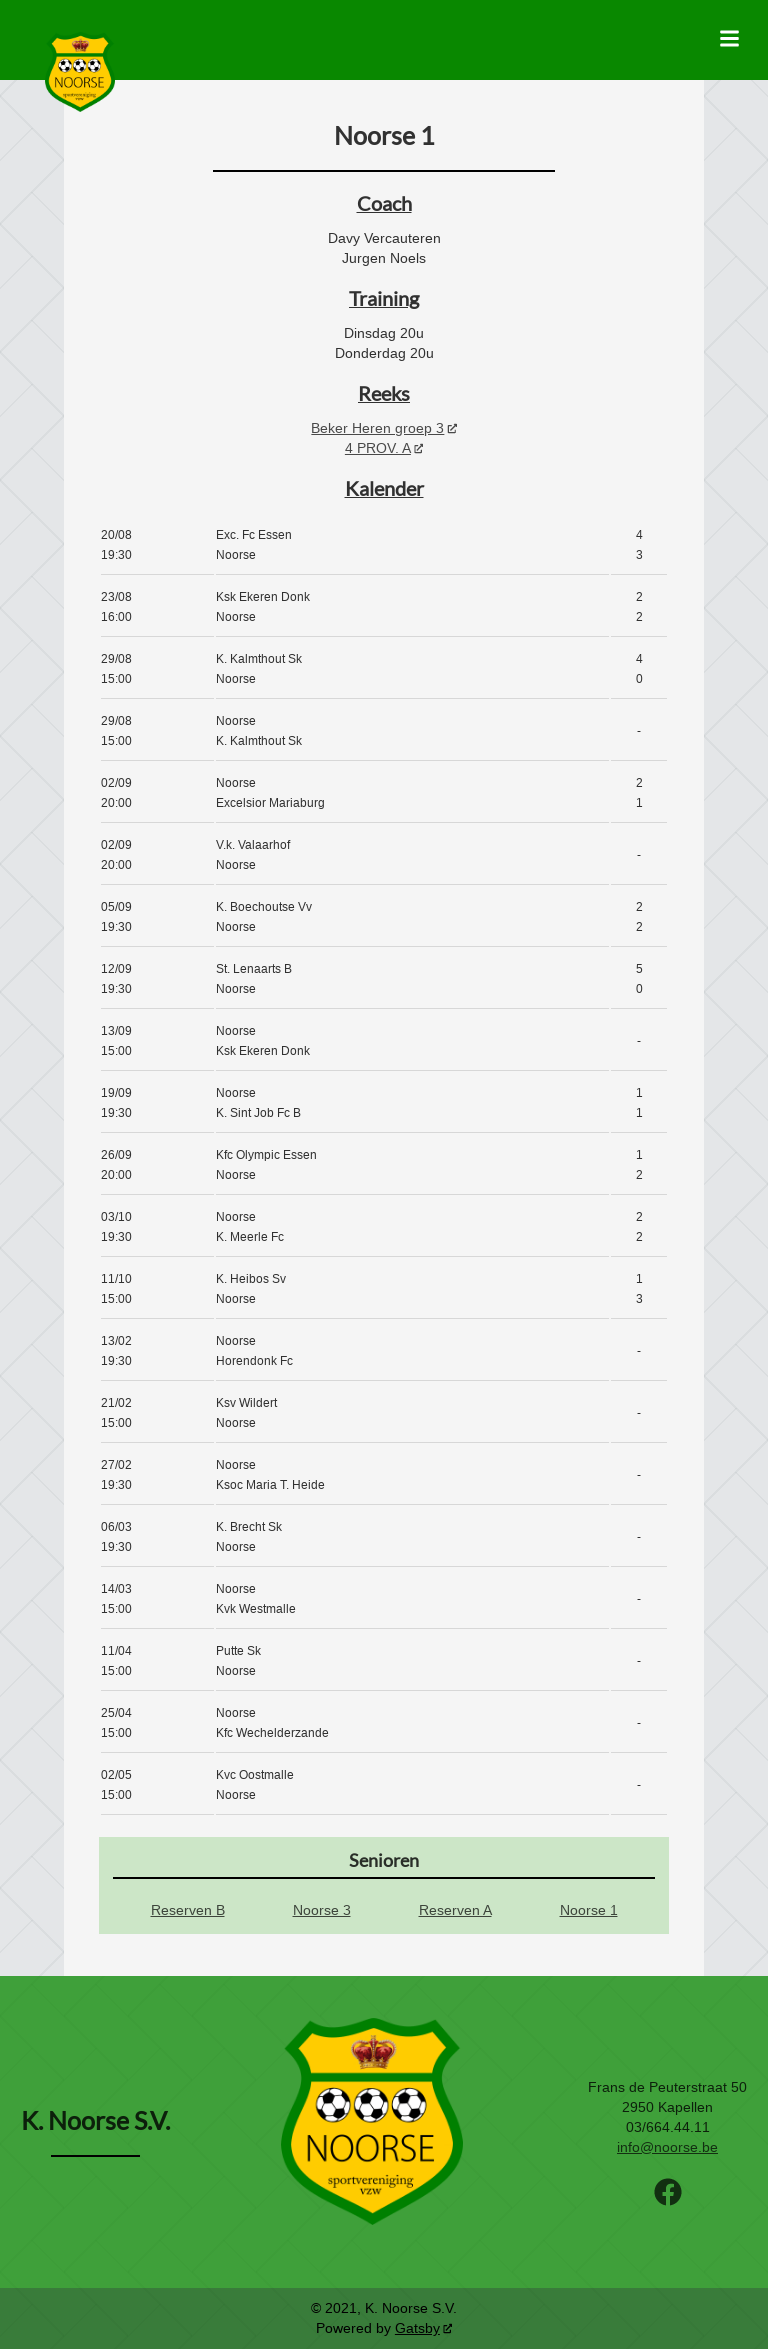 NOORSE
sportvereniging
vzw
Noorse 1
Coach
Davy Vercauteren
Jurgen Noels
Training
Dinsdag 20u
Donderdag 20u
Reeks
Beker Heren groep 3
4 PROV. A
Kalender
20/08 Exc. Fc Essen 4
19:30 Noorse 3
23/08 Ksk Ekeren Donk 2
16:00 Noorse 2
29/08 K. Kalmthout Sk 4
15:00 Noorse 0
29/08 Noorse
-
15:00 K. Kalmthout Sk
02/09 Noorse 2
20:00 Excelsior Mariaburg 1
02/09 V.k. Valaarhof
-
20:00 Noorse
05/09 K. Boechoutse Vv 2
19:30 Noorse 2
12/09 St. Lenaarts B 5
19:30 Noorse 0
13/09 Noorse
-
15:00 Ksk Ekeren Donk
19/09 Noorse 1
19:30 K. Sint Job Fc B 1
26/09 Kfc Olympic Essen 1
20:00 Noorse 2
03/10 Noorse 2
19:30 K. Meerle Fc 2
11/10 K. Heibos Sv 1
15:00 Noorse 3
13/02 Noorse
-
19:30 Horendonk Fc
21/02 Ksv Wildert
-
15:00 Noorse
27/02 Noorse
-
19:30 Ksoc Maria T. Heide
06/03 K. Brecht Sk
-
19:30 Noorse
14/03 Noorse
-
15:00 Kvk Westmalle
11/04 Putte Sk
-
15:00 Noorse
25/04 Noorse
-
15:00 Kfc Wechelderzande
02/05 Kvc Oostmalle
-
15:00 Noorse
Senioren
Reserven B Noorse 3 Reserven A Noorse 1
K. Noorse S.V.
NOORSE
sportvereniging
vzw
Frans de Peuterstraat 50
2950 Kapellen
03/664.44.11
info@noorse.be
© 2021, K. Noorse S.V.
Powered by Gatsby